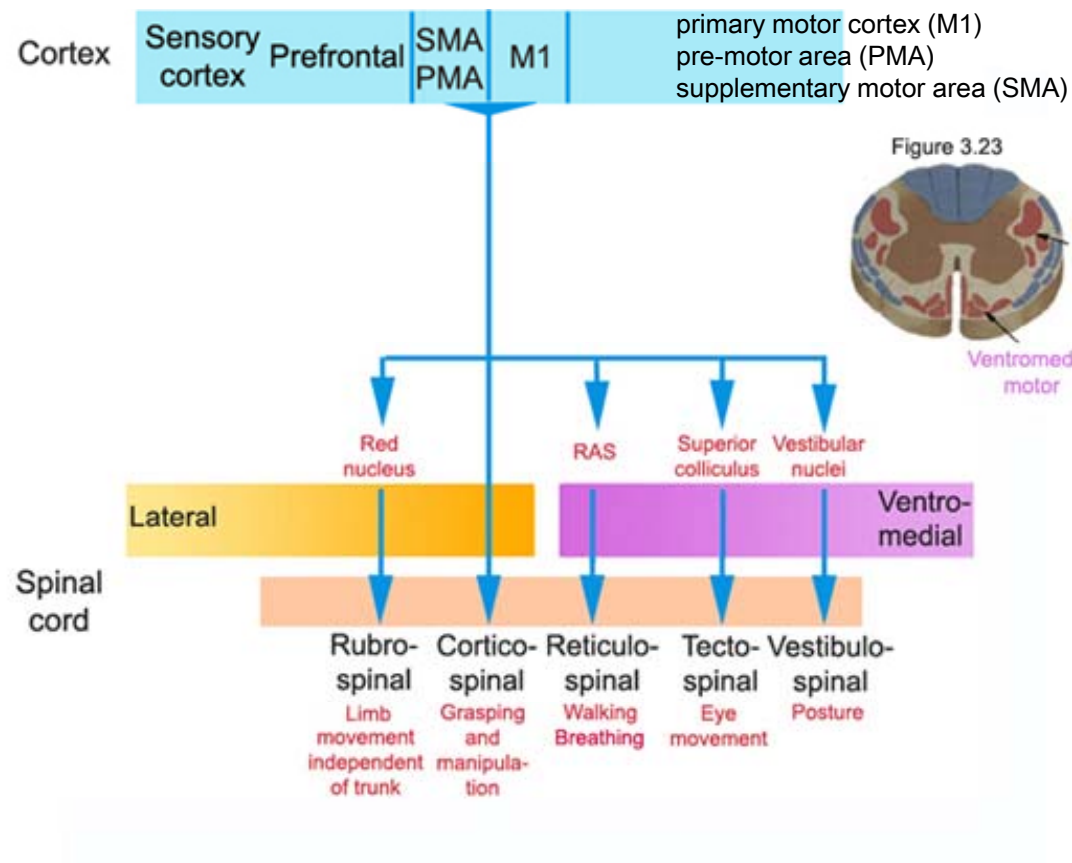 Cortex
Sensory
cortex
Prefrontal
SMA
PMA
M1
primary motor cortex (M1)
pre-motor area (PMA)
supplementary motor area (SMA)
Figure 3.23
Ventromed
motor
Red
nucleus
RAS
Superior
colliculus
Vestibular
nuclei
Lateral
Ventro-
medial
Spinal
cord
Rubro-
spinal
Limb
movement
independent
of trunk
Cortico-
spinal
Grasping
and
manipula-
tion
Reticulo-
spinal
Walking
Breathing
Tecto-
spinal
Eye
movement
Vestibulo-
spinal
Posture